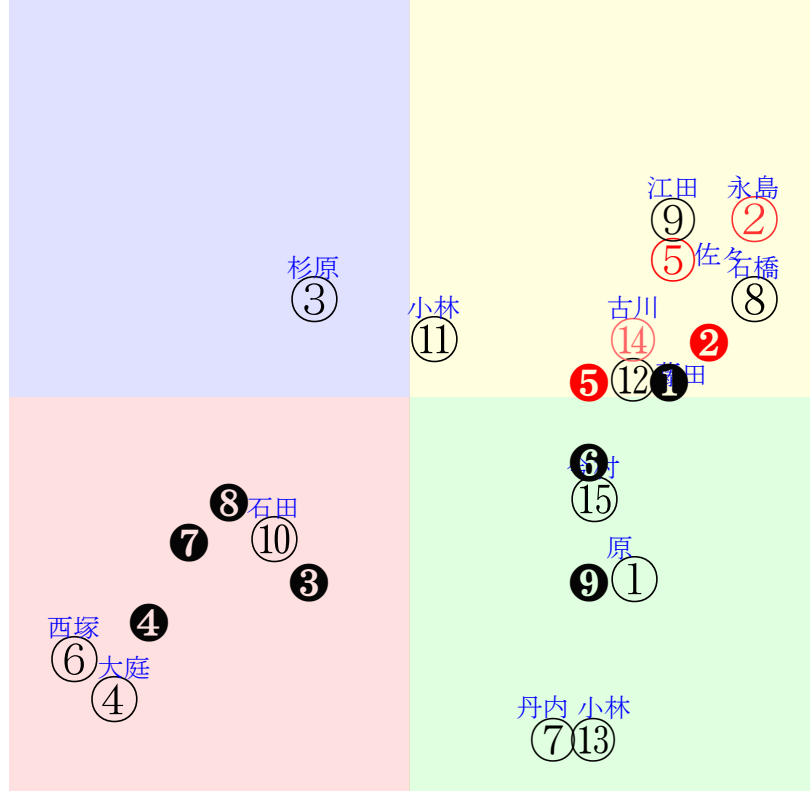 江田 永島
⑨ ②
⑤ 佐々
石橋
⑧
杉原
③
小林
⑪
古川
⑭
❷
❺ ⑫ ❶ 田
❻ 村
⑮
❽ 石田
❼ ⑩
❸
原
❾ ①
❹
西塚
⑥ 大庭
④
丹内 小林
⑦ ⑬